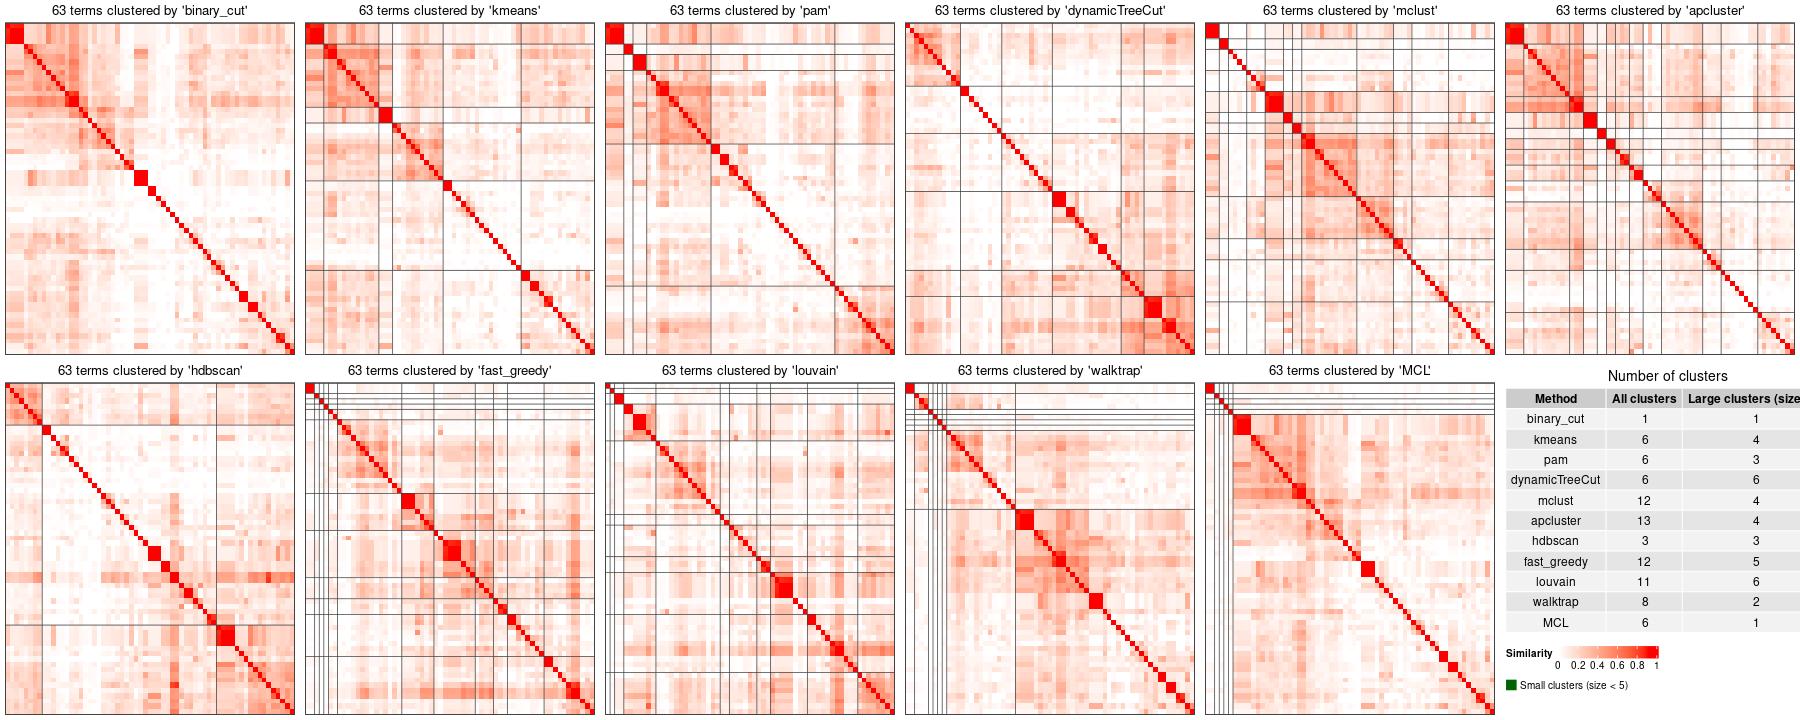 63 terms clustered by 'binary_cut'
63 terms clustered by 'kmeans'
63 terms clustered by 'pam'
63 terms clustered by 'dynamicTreeCut'
63 terms clustered by 'mclust'
63 terms clustered by 'apcluster'
63 terms clustered by 'hdbscan'
63 terms clustered by 'fast_greedy'
63 terms clustered by 'louvain'
63 terms clustered by 'walktrap'
63 terms clustered by 'MCL'
Number of clusters
Method All clusters Large clusters (size
binary_cut 1 1
kmeans 6 4
pam 6 3
dynamicTreeCut 6 6
mclust 12 4
apcluster 13 4
hdbscan 3 3
fast_greedy 12 5
louvain 11 6
walktrap 8 2
MCL 6 1
Similarity
0 0.2 0.4 0.6 0.8 1
Small clusters (size < 5)